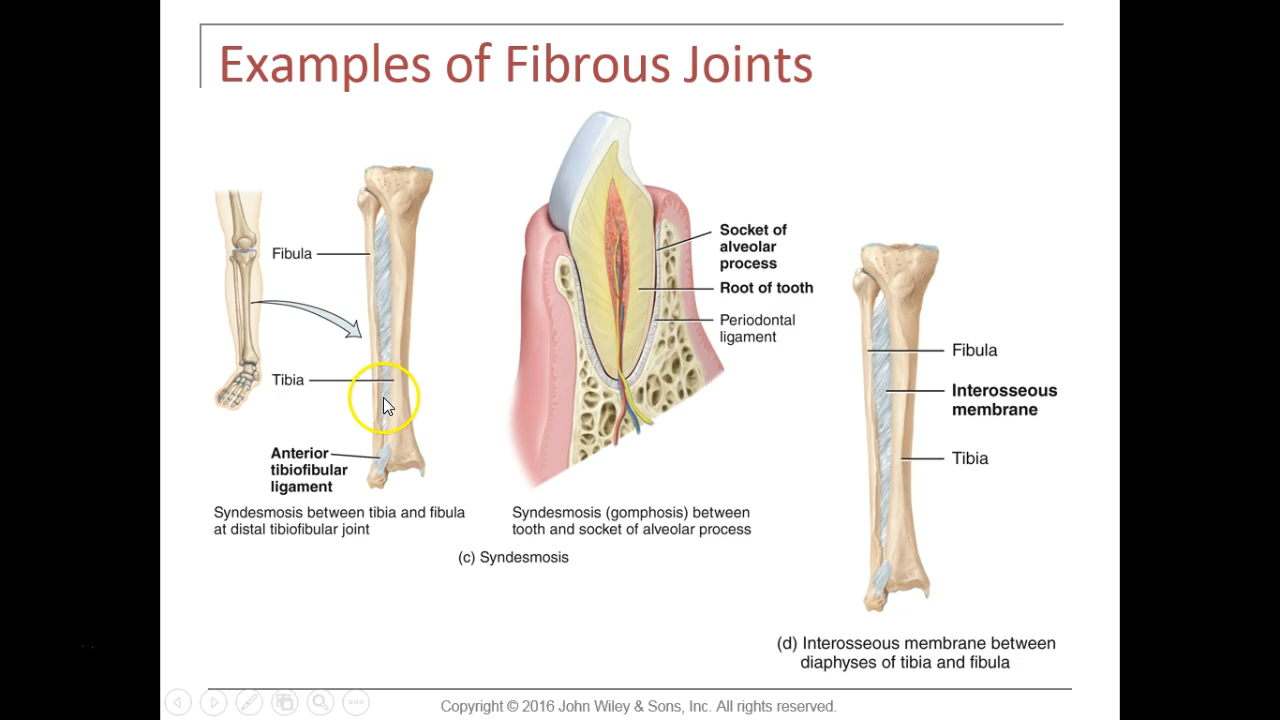 Examples of Fibrous Joints
Fibula
Tibia
Anterior
tibiofibular
ligament
Syndesmosis between tibia and fibula
at distal tibiofibular joint
Socket of
alveolar
process
Root of tooth
Periodontal
ligament
Syndesmosis (gomphosis) between
tooth and socket of alveolar process
(c) Syndesmosis
Fibula
Interosseous
membrane
Tibia
(d) Interosseous membrane between
diaphyses of tibia and fibula
Copyright © 2016 John Wiley & Sons, Inc. All rights reserved.